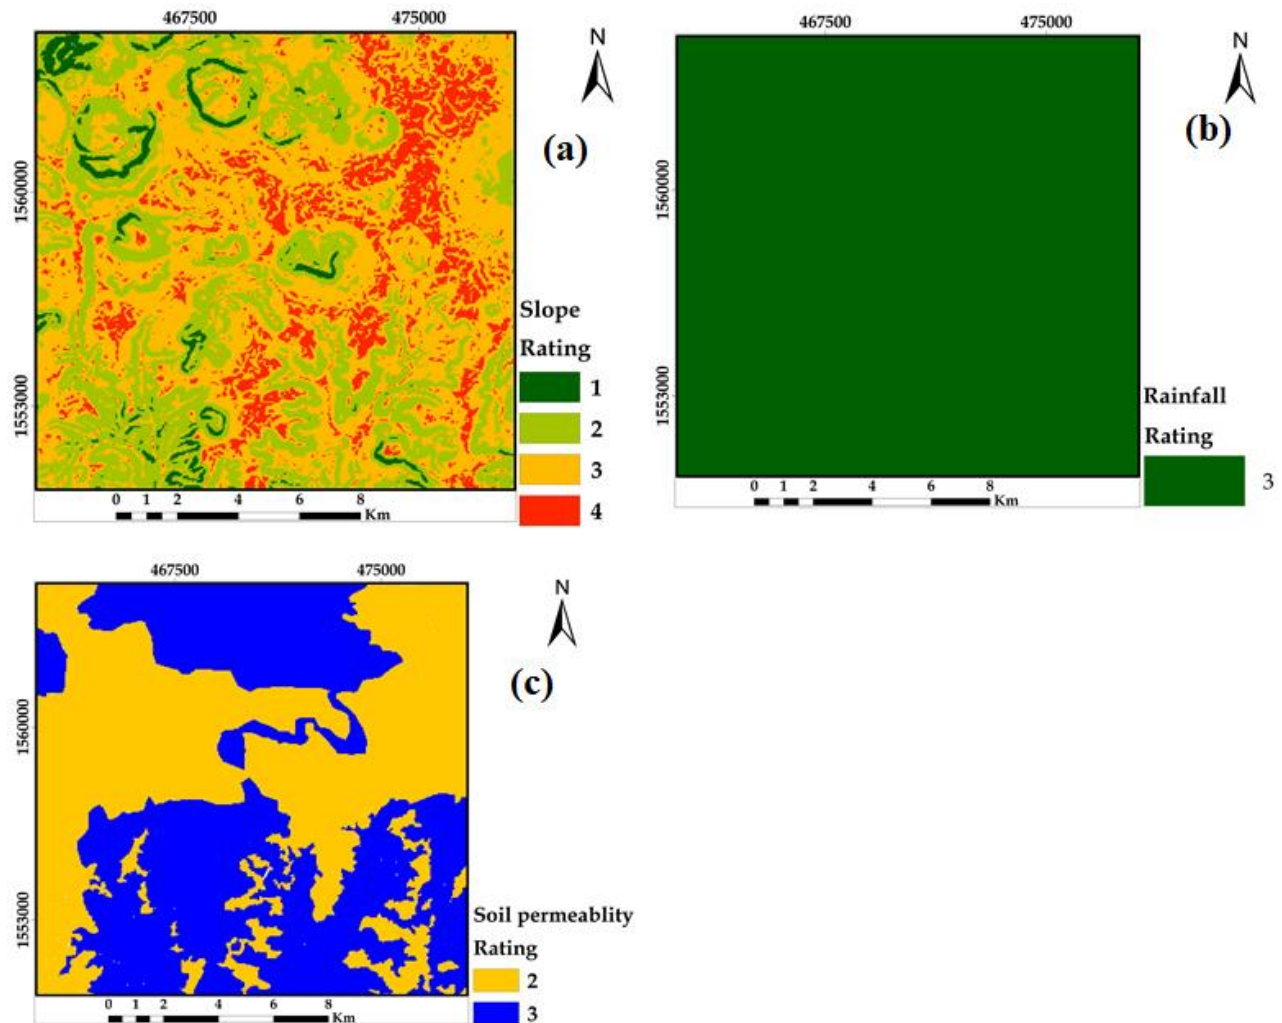 467500 475000
N
(a)
1560000
1553000
Slope
Rating
1
2
3
4
0 1 2 4 6 8
Km
467500 475000
N
(b)
1560000
1553000
Rainfall
Rating
3
0 1 2 4 6 8
Km
467500 475000
N
(c)
1560000
1553000
Soil permeablity
Rating
2
3
0 1 2 4 6 8
Km